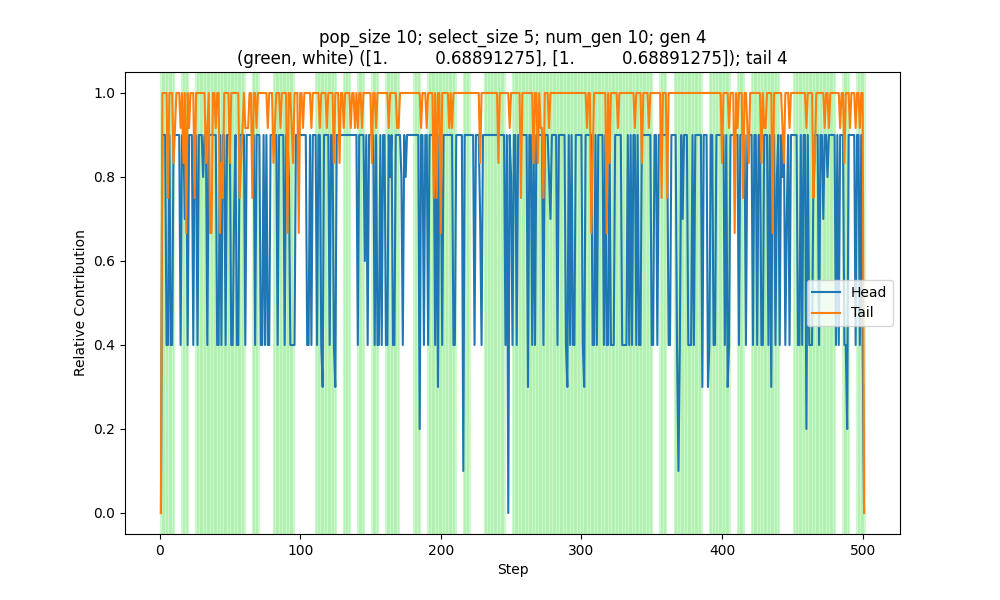 pop_size 10; select_size 5; num_gen 10; gen 4
(green, white) ([1. 0.68891275], [1. 0.68891275]); tail 4
1.0
0.8
0.6
0.4
0.2
0.0
Relative Contribution
Head
Tail
0 100 200 300 400 500
Step